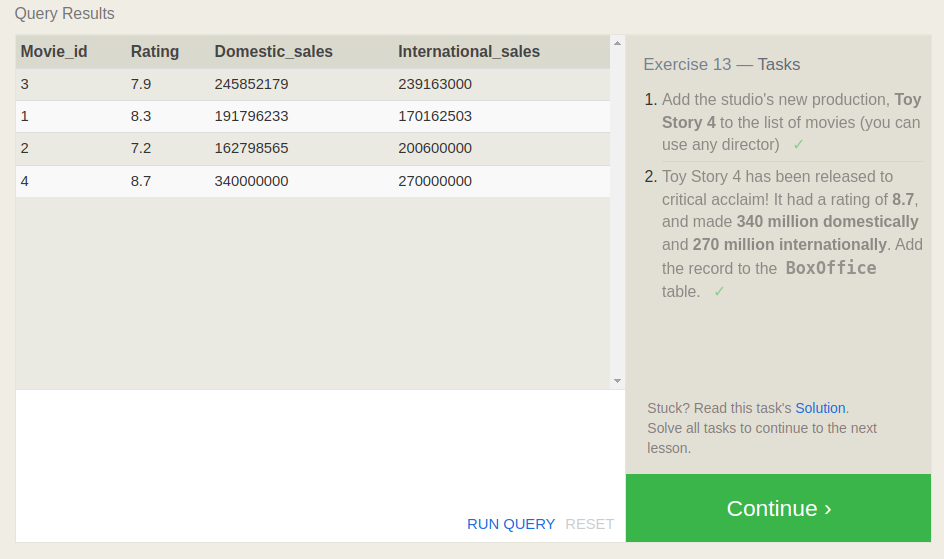 Query Results
Movie_id Rating Domestic_sales International_sales
3 7.9 245852179 239163000
1 8.3 191796233 170162503
2 7.2 162798565 200600000
4 8.7 340000000 270000000
RUN QUERY RESET
Exercise 13 — Tasks
1. Add the studio's new production, Toy
Story 4 to the list of movies (you can
use any director) ✓
2. Toy Story 4 has been released to
critical acclaim! It had a rating of 8.7,
and made 340 million domestically
and 270 million internationally. Add
the record to the BoxOffice
table. ✓
Stuck? Read this task's Solution.
Solve all tasks to continue to the next
lesson.
Continue ›